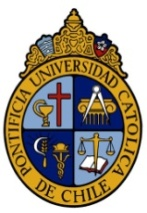 PONTIFICIA UNIVERSIDAD CATOLICA
DE CHILE